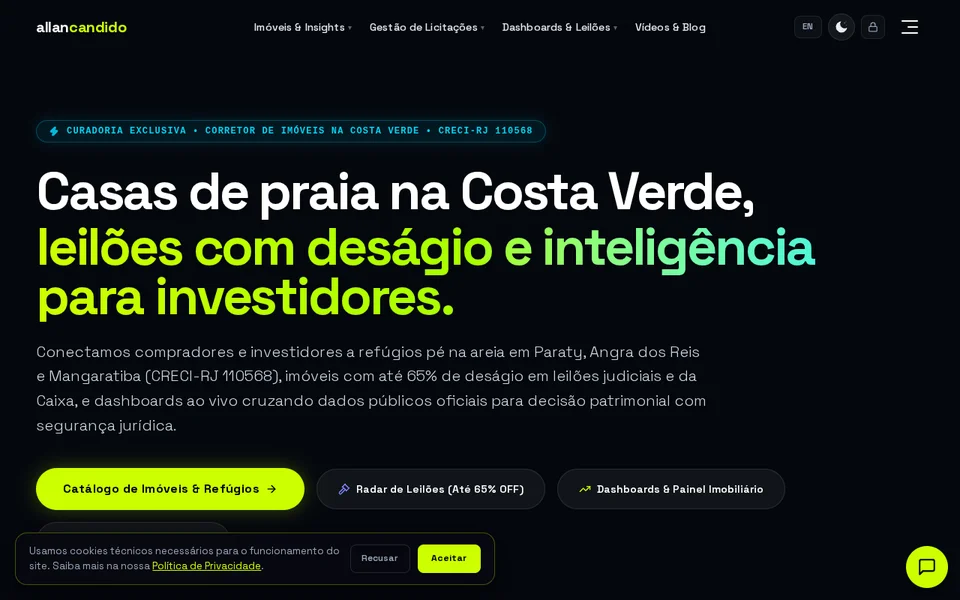 allancandido
Imóveis & Insights
Gestão de Licitações
Dashboards & Leilões
Vídeos & Blog
EN
CURADORIA EXCLUSIVA • CORRETOR DE IMÓVEIS NA COSTA VERDE • CRECI-RJ 110568
Casas de praia na Costa Verde,
leilões com deságio e inteligência
para investidores.
Conectamos compradores e investidores a refúgios pé na areia em Paraty, Angra dos Reis
e Mangaratiba (CRECI-RJ 110568), imóveis com até 65% de deságio em leilões judiciais e da
Caixa, e dashboards ao vivo cruzando dados públicos oficiais para decisão patrimonial com
segurança jurídica.
Catálogo de Imóveis & Refúgios →
Radar de Leilões (Até 65% OFF)
Dashboards & Painel Imobiliário
Usamos cookies técnicos necessários para o funcionamento do
site. Saiba mais na nossa Política de Privacidade.
Recusar
Aceitar